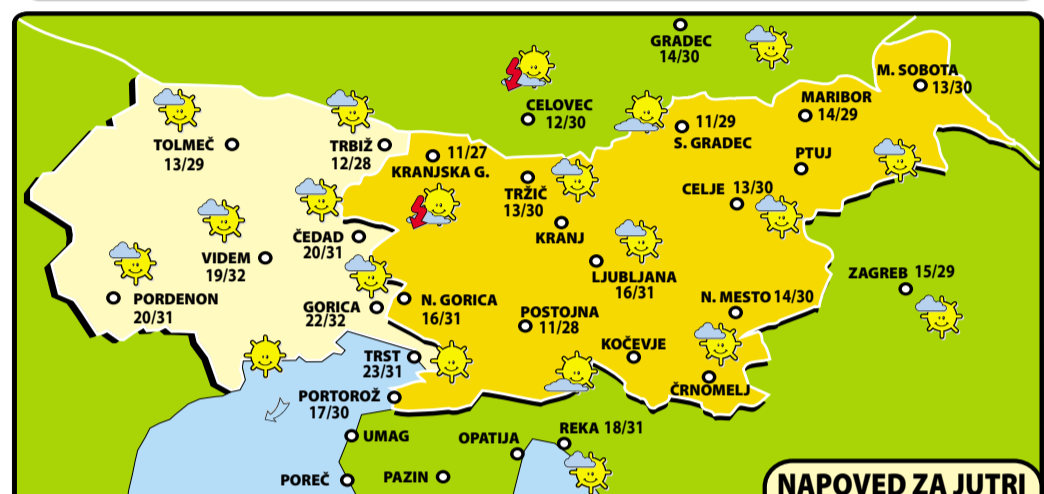 GRADEC
14/30
M. SOBOTA
13/30
CELOVEC
12/30
MARIBOR
14/29
11/29
S. GRADEC
TOLMEČ
13/29
TRBIŽ
12/28
11/27
KRANJSKA G.
PTUJ
TRŽIČ
13/30
CELJE 13/30
KRANJ
ČEDAD
20/31
VIDEM
19/32
LJUBLJANA
16/31
ZAGREB 15/29
PORDENON
20/31
GORICA
22/32
N. GORICA
16/31
N. MESTO 14/30
POSTOJNA
11/28
KOČEVJE
TRST
23/31
ČRNOMELJ
PORTOROŽ
17/30
UMAG
OPATIJA
REKA 18/31
POREČ
PAZIN
NAPOVED ZA JUTRI